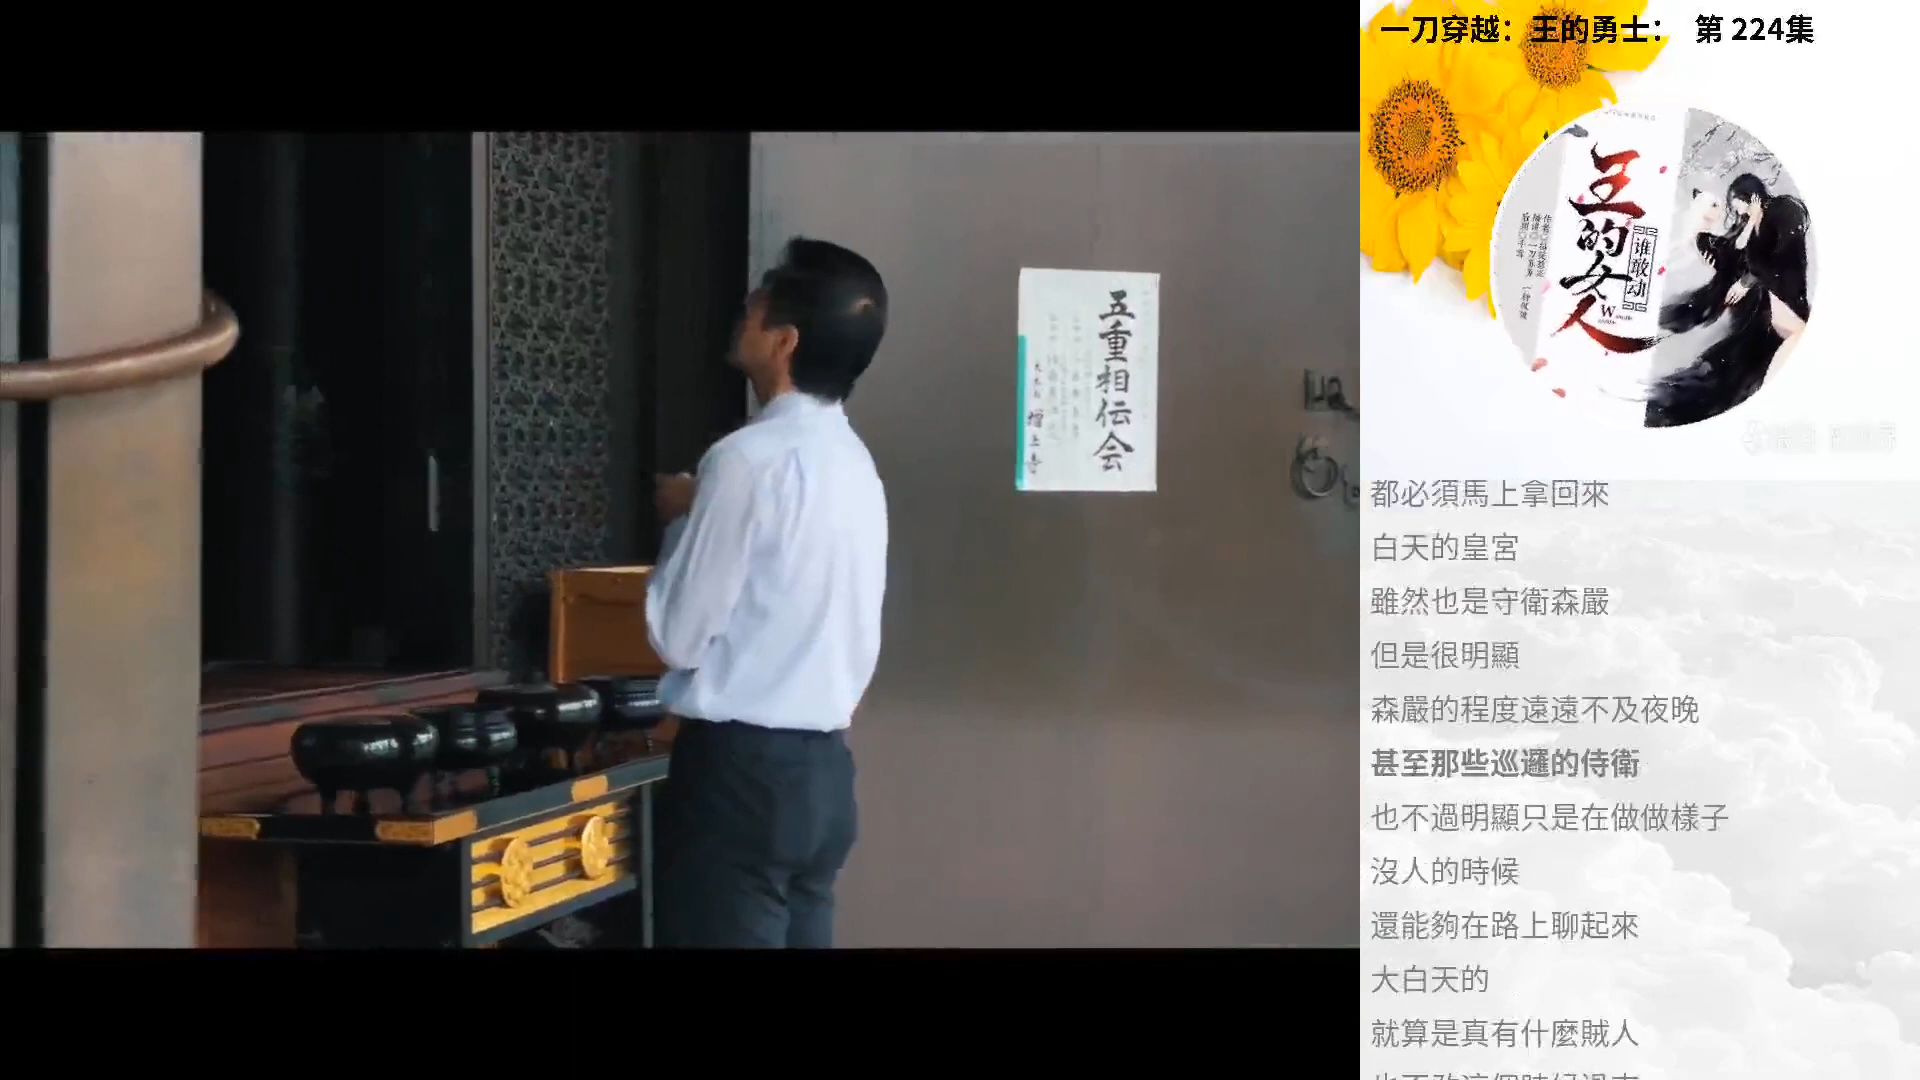 五重相伝会
増上寺
一刀穿越：王的勇士： 第 224集
王的女人
谁敢动
都必須馬上拿回來
白天的皇宮
雖然也是守衛森嚴
但是很明顯
森嚴的程度遠遠不及夜晚
甚至那些巡邏的侍衛
也不過明顯只是在做做樣子
沒人的時候
還能夠在路上聊起來
大白天的
就算是真有什麼賊人